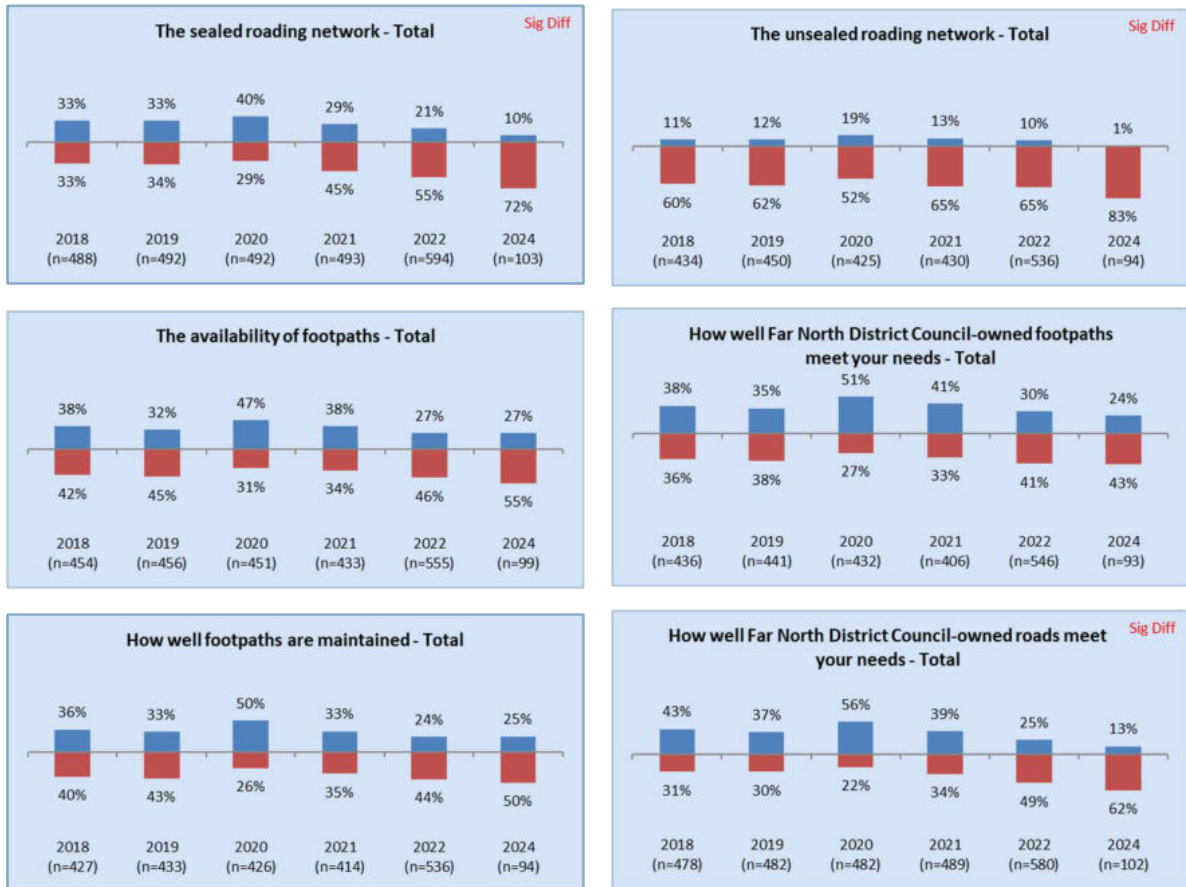 The sealed roading network - Total
Sig Diff
33% 33% 40% 29% 21% 10%
33% 34% 29% 45% 55% 72%
2018 2019 2020 2021 2022 2024
(n=488) (n=492) (n=492) (n=493) (n=594) (n=103)
The unsealed roading network - Total
Sig Diff
11% 12% 19% 13% 10% 1%
60% 62% 52% 65% 65% 83%
2018 2019 2020 2021 2022 2024
(n=434) (n=450) (n=425) (n=430) (n=536) (n=94)
The availability of footpaths - Total
38% 32% 47% 38% 27% 27%
42% 45% 31% 34% 46% 55%
2018 2019 2020 2021 2022 2024
(n=454) (n=456) (n=451) (n=433) (n=555) (n=99)
How well Far North District Council-owned footpaths
meet your needs - Total
38% 35% 51% 41% 30% 24%
36% 38% 27% 33% 41% 43%
2018 2019 2020 2021 2022 2024
(n=436) (n=441) (n=432) (n=406) (n=546) (n=93)
How well footpaths are maintained - Total
36% 33% 50% 33% 24% 25%
40% 43% 26% 35% 44% 50%
2018 2019 2020 2021 2022 2024
(n=427) (n=433) (n=426) (n=414) (n=536) (n=94)
How well Far North District Council-owned roads meet
your needs - Total
Sig Diff
43% 37% 56% 39% 25% 13%
31% 30% 22% 34% 49% 62%
2018 2019 2020 2021 2022 2024
(n=478) (n=482) (n=482) (n=489) (n=580) (n=102)